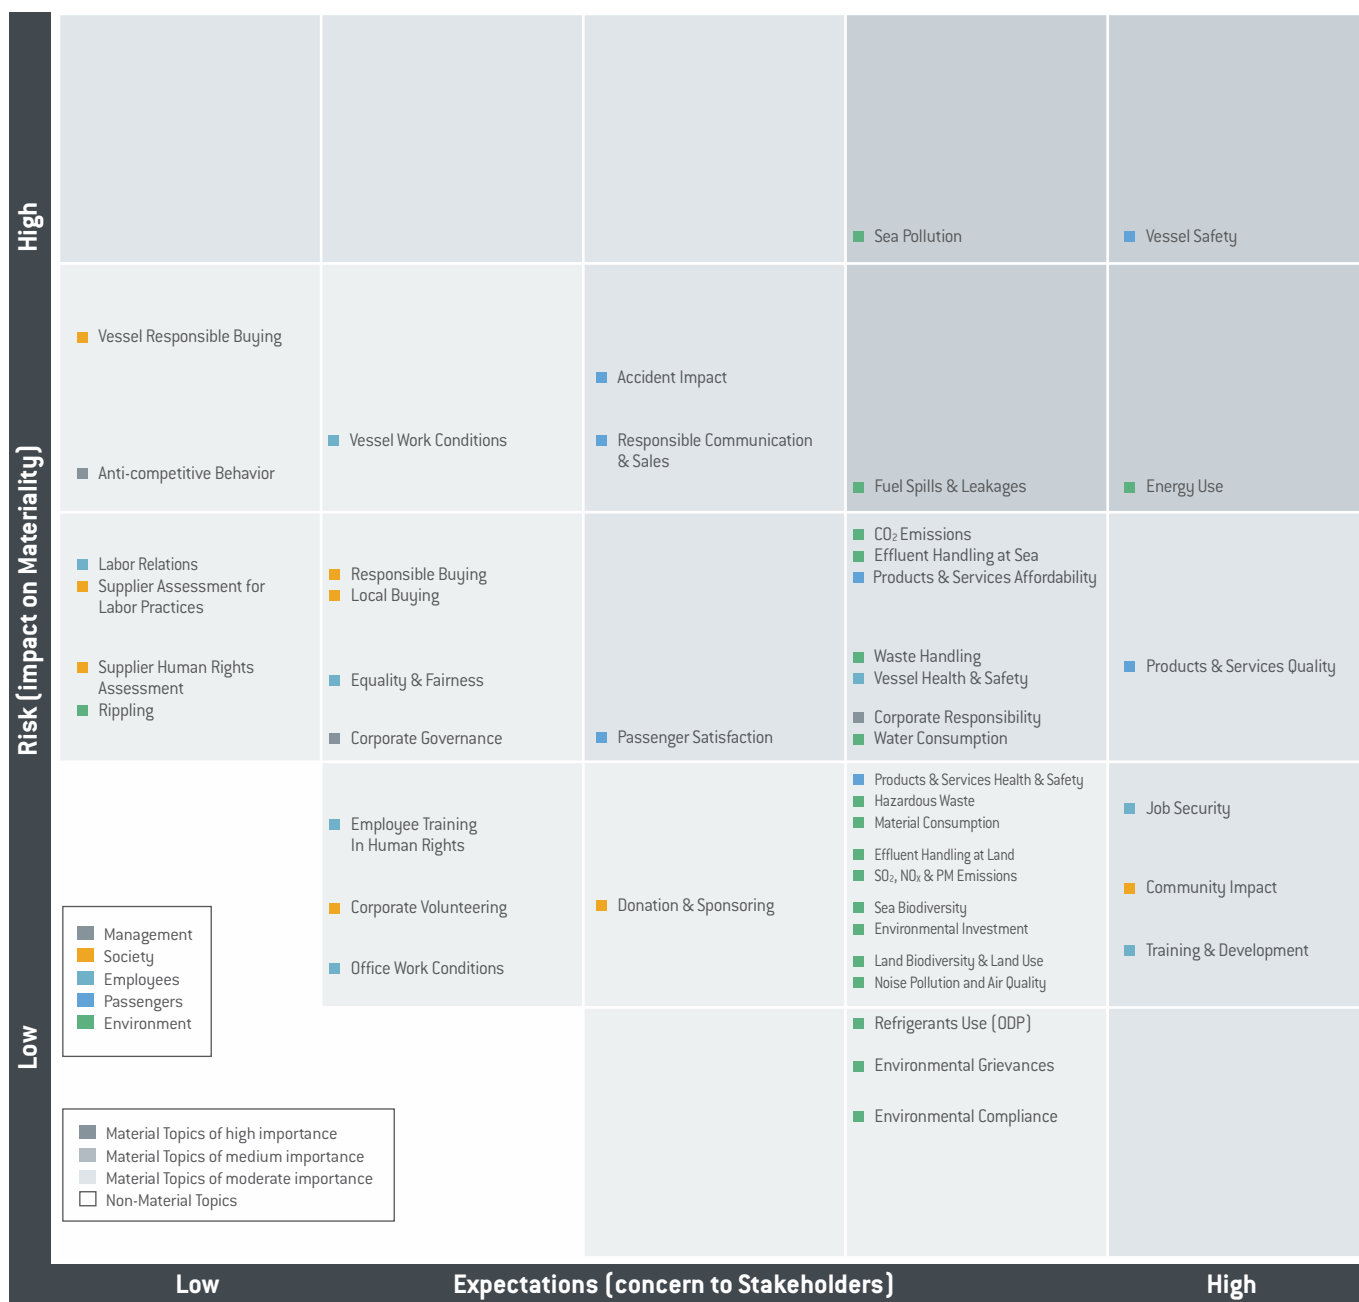 High
Risk (impact on Materiality)
Low
Sea Pollution
Vessel Safety
Vessel Responsible Buying
Anti-competitive Behavior
Vessel Work Conditions
Accident Impact
Responsible Communication
& Sales
Fuel Spills & Leakages
Energy Use
Labor Relations
Supplier Assessment for
Labor Practices
Supplier Human Rights
Assessment
Rippling
Responsible Buying
Local Buying
Equality & Fairness
Corporate Governance
Passenger Satisfaction
CO₂ Emissions
Effluent Handling at Sea
Products & Services Affordability
Waste Handling
Vessel Health & Safety
Corporate Responsibility
Water Consumption
Products & Services Quality
Employee Training
In Human Rights
Corporate Volunteering
Office Work Conditions
Donation & Sponsoring
Products & Services Health & Safety
Hazardous Waste
Material Consumption
Effluent Handling at Land
SO₂, NOₓ & PM Emissions
Sea Biodiversity
Environmental Investment
Land Biodiversity & Land Use
Noise Pollution and Air Quality
Job Security
Community Impact
Training & Development
Refrigerants Use (ODP)
Environmental Grievances
Environmental Compliance
Management
Society
Employees
Passengers
Environment
Material Topics of high importance
Material Topics of medium importance
Material Topics of moderate importance
Non-Material Topics
Low
Expectations (concern to Stakeholders)
High